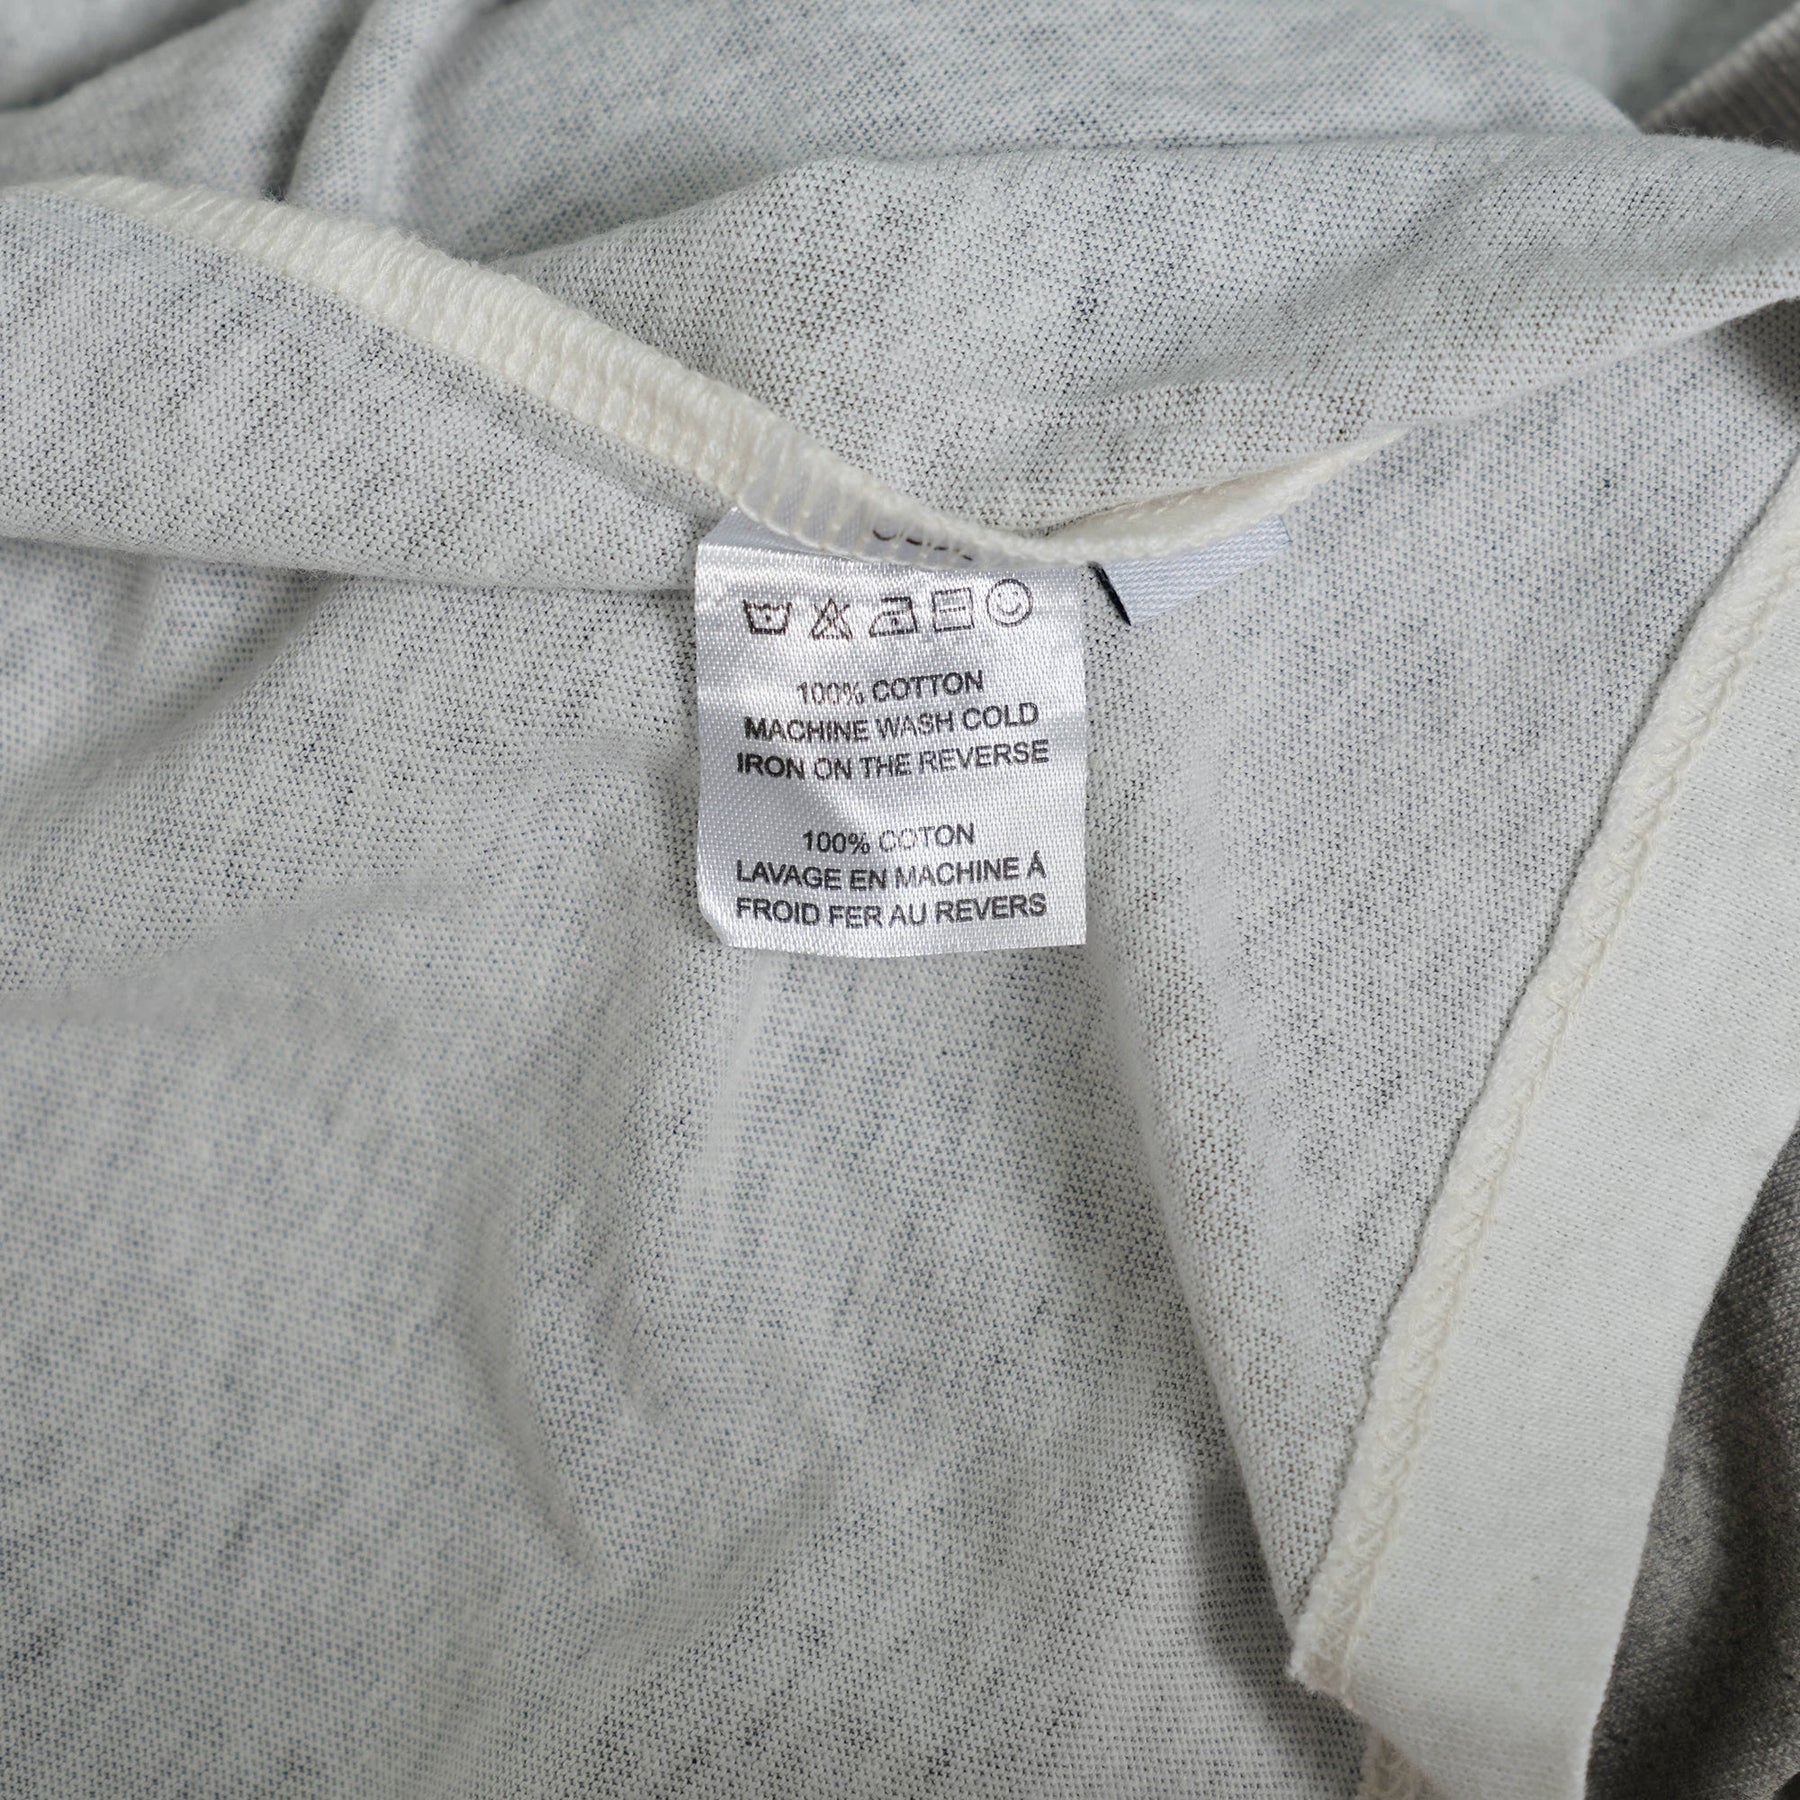 100% COTTON
MACHINE WASH COLD
IRON ON THE REVERSE
100% COTON
LAVAGE EN MACHINE Á
FROID FER AU REVERS